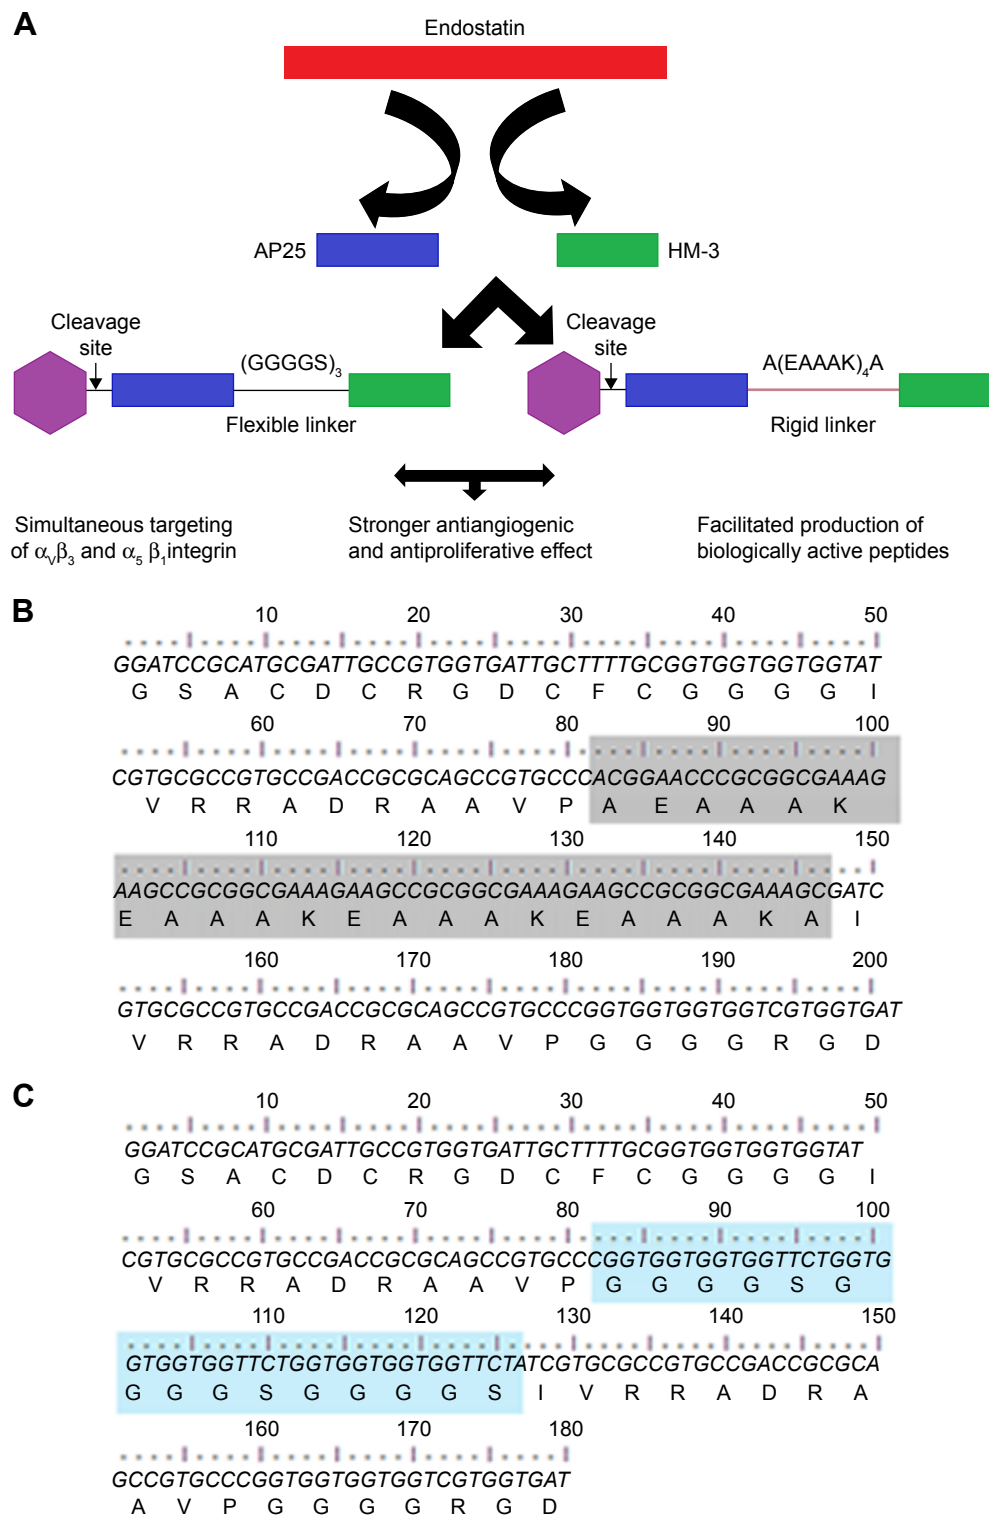 A
Endostatin
AP25
HM-3
Cleavage site
(GGGGS)3
Flexible linker
Cleavage site
A(EAAAK)4A
Rigid linker
Simultaneous targeting
of αVβ3 and α5 β1integrin
Stronger antiangiogenic
and antiproliferative effect
Facilitated production of
biologically active peptides
B
10 20 30 40 50
GGATCCGCATGCGATTGCCGTGGTGATTGCTTTTGCGGTGGTGGTGGTAT
G S A C D C R G D C F C G G G G I
60 70 80 90 100
CGTGCGCCGTGCCGACCGCGCAGCCGTGCCCACGGAACCCGCGGCGAAAG
V R R A D R A A V P A E A A A K
110 120 130 140 150
AAGCCGCGGCGAAAGAAGCCGCGGCGAAAGAAGCCGCGGCGAAAGCGATC
E A A A K E A A A K E A A A K A I
160 170 180 190 200
GTGCGCCGTGCCGACCGCGCAGCCGTGCCCGGTGGTGGTGGTCGTGGTGAT
V R R A D R A A V P G G G G R G D
C
10 20 30 40 50
GGATCCGCATGCGATTGCCGTGGTGATTGCTTTTGCGGTGGTGGTGGTAT
G S A C D C R G D C F C G G G G I
60 70 80 90 100
CGTGCGCCGTGCCGACCGCGCAGCCGTGCCCGGTGGTGGTGGTTCTGGTG
V R R A D R A A V P G G G G S G
110 120 130 140 150
GTGGTGGTTCTGGTGGTGGTGGTTCTATCGTGCGCCGTGCCGACCGCGCA
G G G S G G G G S I V R R A D R A
160 170 180
GCCGTGCCCGGTGGTGGTGGTCGTGGTGAT
A V P G G G G R G D